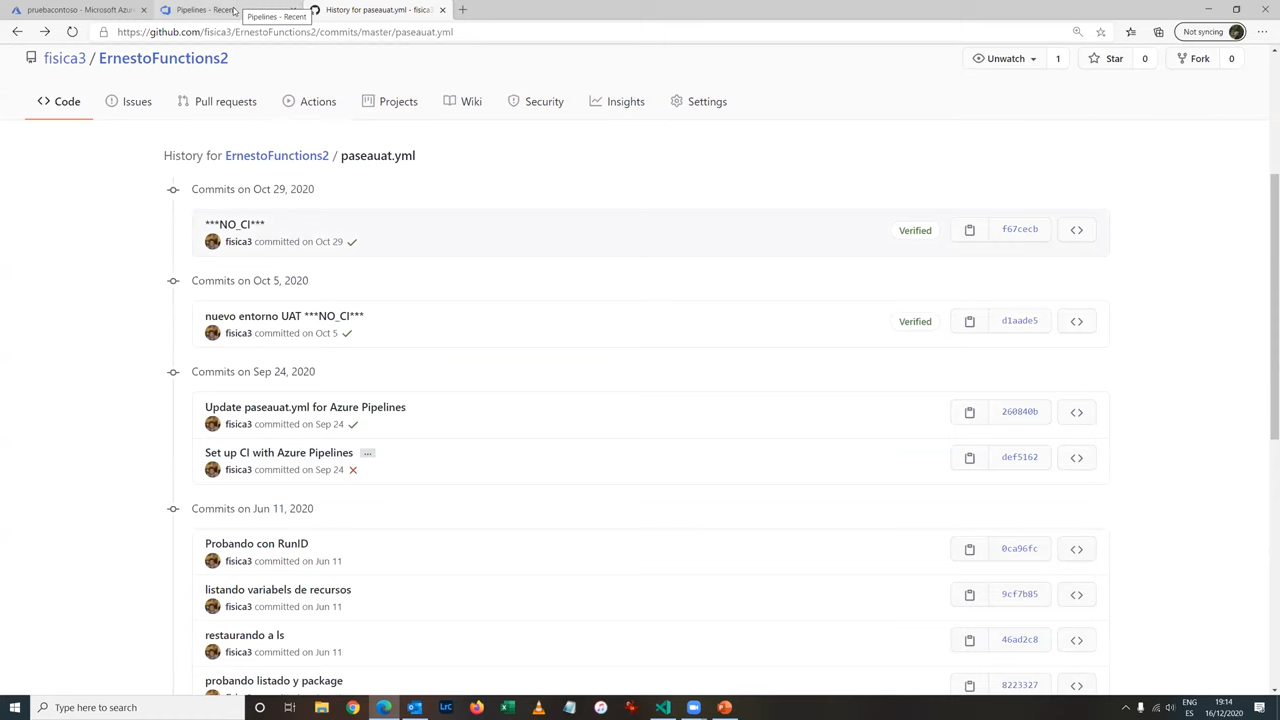 pruebacontoso - Microsoft Azur
Pipelines - Recent
History for paseauat.yml - fisica3
Pipelines - Recent
https://github.com/fisica3/ErnestoFunctions2/commits/master/paseauat.yml
Not syncing
fisica3 / ErnestoFunctions2
Unwatch 1
Star 0
Fork 0
Code
Issues
Pull requests
Actions
Projects
Wiki
Security
Insights
Settings
History for ErnestoFunctions2 / paseauat.yml
Commits on Oct 29, 2020
***NO_CI***
fisica3 committed on Oct 29
Verified
f67cecb
Commits on Oct 5, 2020
nuevo entorno UAT ***NO_CI***
fisica3 committed on Oct 5
Verified
d1aade5
Commits on Sep 24, 2020
Update paseauat.yml for Azure Pipelines
fisica3 committed on Sep 24
260840b
Set up CI with Azure Pipelines ...
fisica3 committed on Sep 24
def5162
Commits on Jun 11, 2020
Probando con RunID
fisica3 committed on Jun 11
0ca96fc
listando variabels de recursos
fisica3 committed on Jun 11
9cf7b85
restaurando a ls
fisica3 committed on Jun 11
46ad2c8
probando listado y package
8223327
Type here to search
Lrc
ENG
ES
19:14
16/12/2020